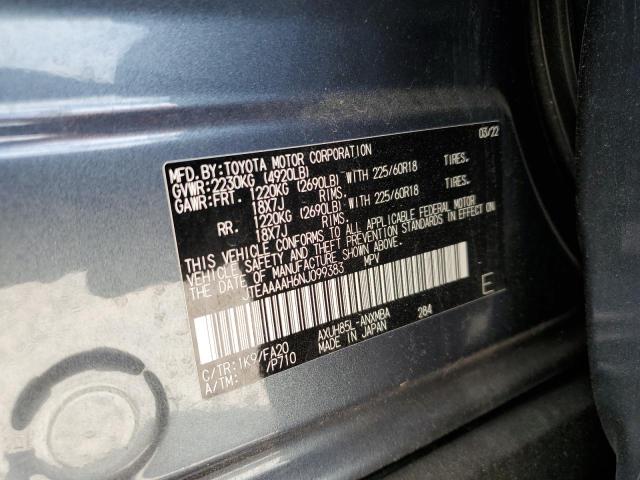 MFD. BY: TOYOTA MOTOR CORPORATION 03/22
GVWR: 2230KG (4920LB)
GAWR: FRT. 1220KG (2690LB) WITH 225/60R18 TIRES.
18X7J RIMS.
RR. 1220KG (2690LB) WITH 225/60R18 TIRES.
18X7J RIMS.
THIS VEHICLE CONFORMS TO ALL APPLICABLE FEDERAL MOTOR
VEHICLE SAFETY AND THEFT PREVENTION STANDARDS IN EFFECT ON
THE DATE OF MANUFACTURE SHOWN ABOVE.
JTEAAAAH6NJ099383 MPV
E
C/TR: 1K9/FA20 AXUH85L-ANXMBA 284
A/TM: /P710 MADE IN JAPAN